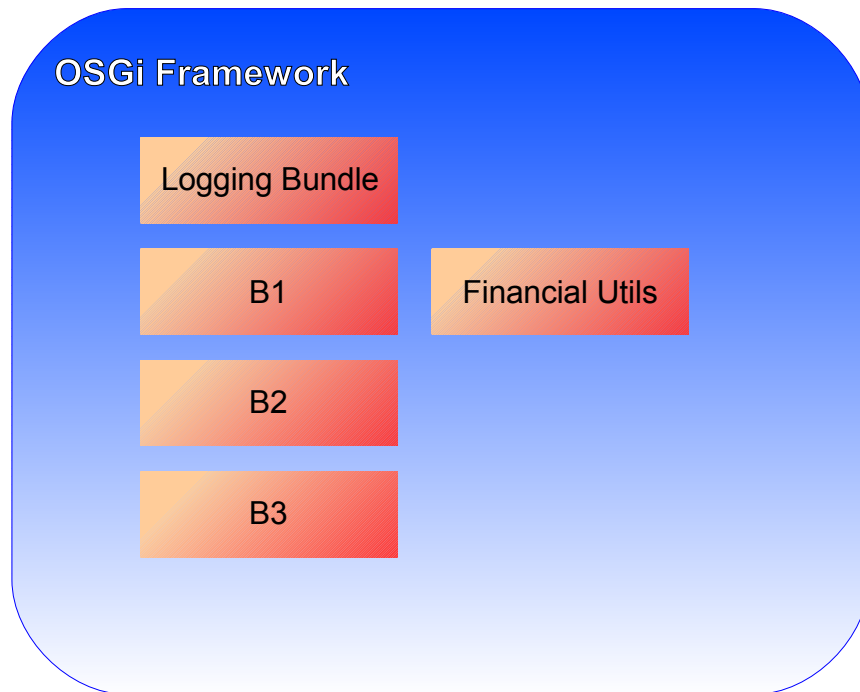 OSGi Framework
Logging Bundle
B1
Financial Utils
B2
B3